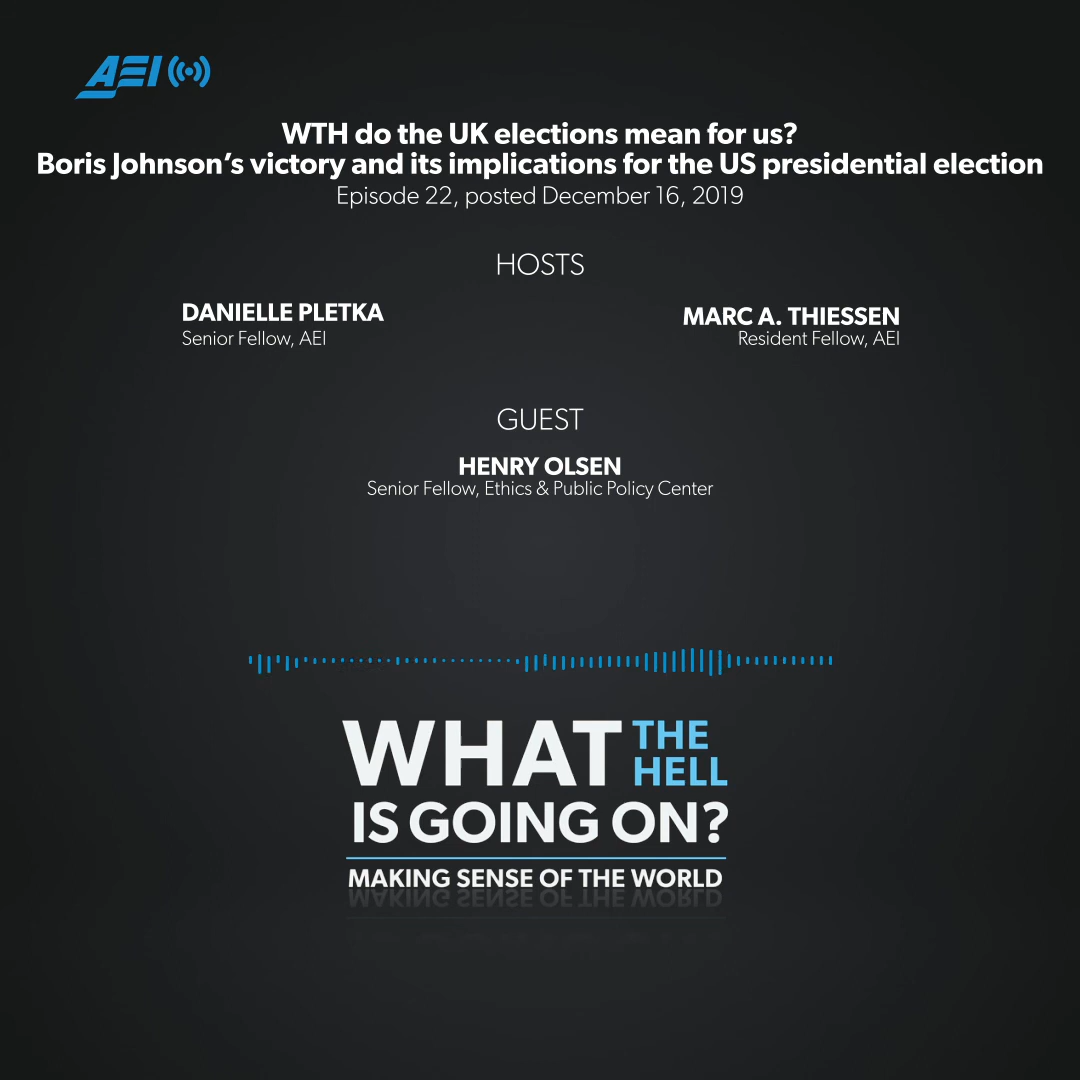 AEI
WTH do the UK elections mean for us?
Boris Johnson's victory and its implications for the US presidential election
Episode 22, posted December 16, 2019
HOSTS
DANIELLE PLETKA
Senior Fellow, AEI
MARC A. THIESSEN
Resident Fellow, AEI
GUEST
HENRY OLSEN
Senior Fellow, Ethics & Public Policy Center
WHAT THE HELL
IS GOING ON?
MAKING SENSE OF THE WORLD